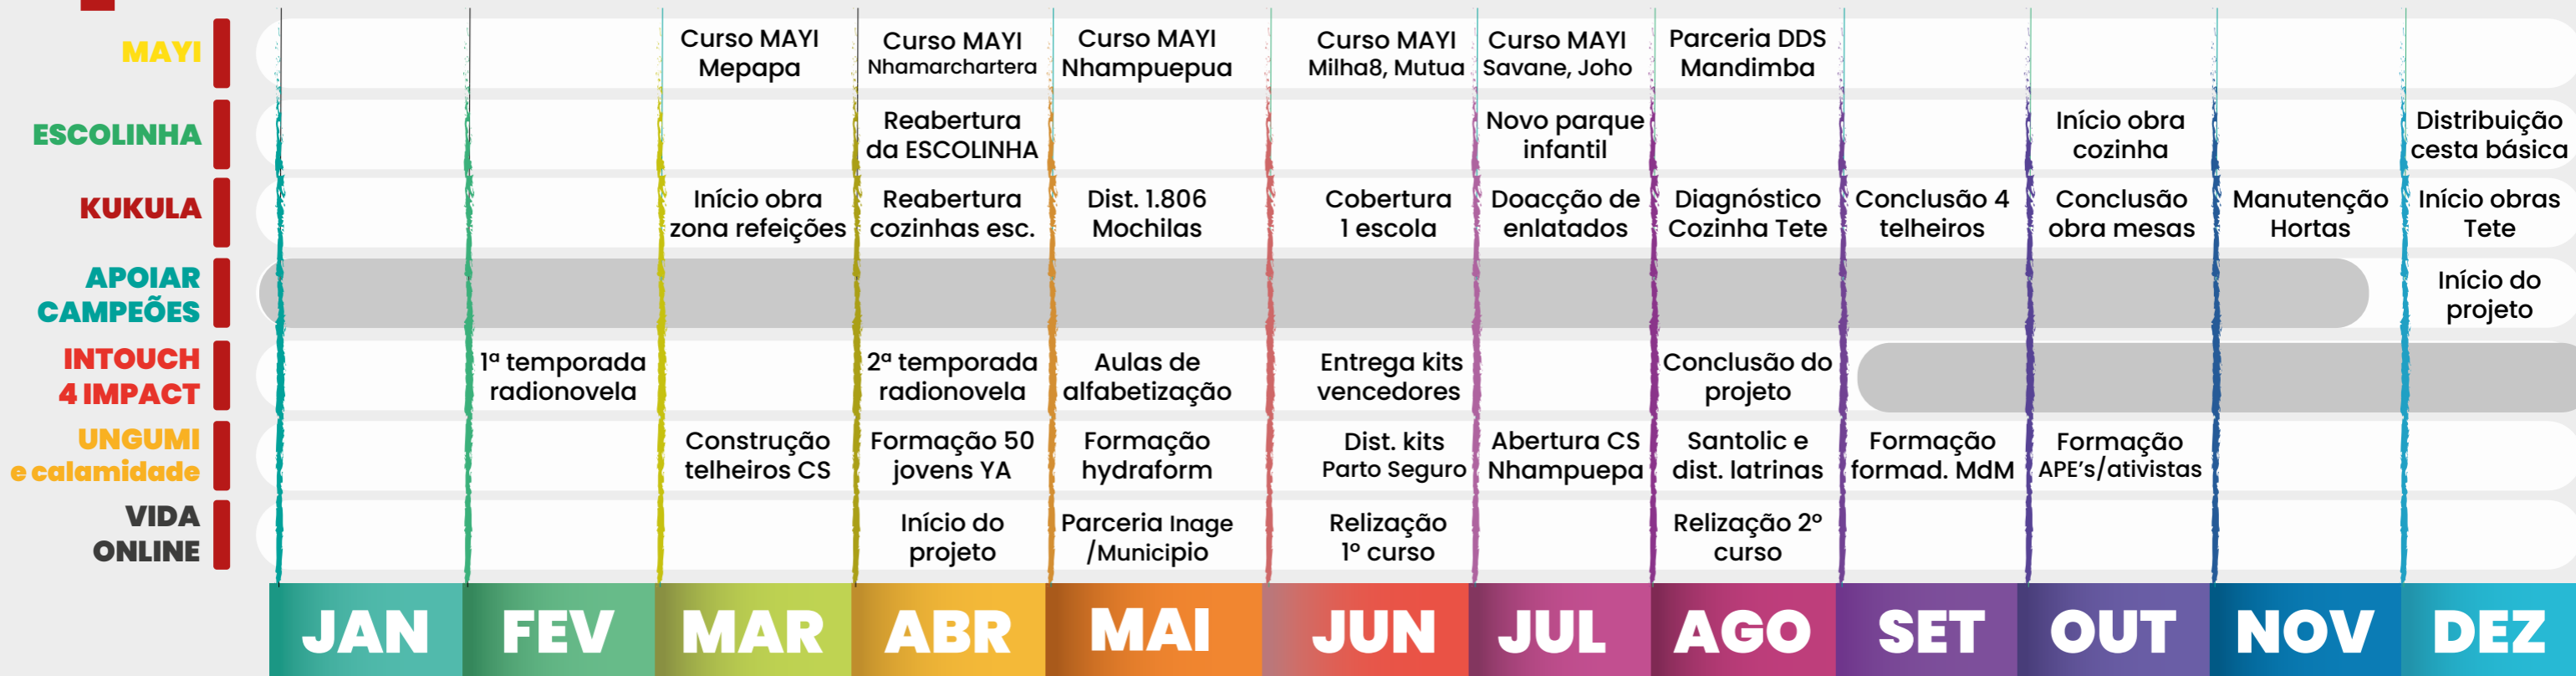 MAYI
Curso MAYI
Mepapa
Curso MAYI
Nhamarchartera
Curso MAYI
Nhampuepua
Curso MAYI
Milha8, Mutua
Curso MAYI
Savane, Joho
Parceria DDS
Mandimba
ESCOLINHA
Reabertura
da ESCOLINHA
Novo parque
infantil
Início obra
cozinha
Distribuição
cesta básica
KUKULA
Início obra
zona refeições
Reabertura
cozinhas esc.
Dist. 1.806
Mochilas
Cobertura
1 escola
Doacção de
enlatados
Diagnóstico
Cozinha Tete
Conclusão 4
telheiros
Conclusão
obra mesas
Manutenção
Hortas
Início obras
Tete
APOIAR
CAMPEÕES
Início do
projeto
INTOUCH
4 IMPACT
1ª temporada
radionovela
2ª temporada
radionovela
Aulas de
alfabetização
Entrega kits
vencedores
Conclusão do
projeto
UNGUMI
e calamidade
Construção
telheiros CS
Formação 50
jovens YA
Formação
hydraform
Dist. kits
Parto Seguro
Abertura CS
Nhampuepa
Santolic e
dist. latrinas
Formação
formad. MdM
Formação
APE's/ativistas
VIDA
ONLINE
Início do
projeto
Parceria Inage
/Municipio
Relização
1º curso
Relização 2º
curso
JAN FEV MAR ABR MAI JUN JUL AGO SET OUT NOV DEZ